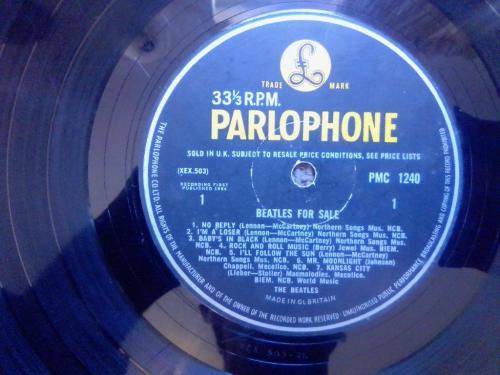 £
TRADE MARK
33⅓ R.P.M.
PARLOPHONE
SOLD IN U.K. SUBJECT TO RESALE PRICE CONDITIONS, SEE PRICE LISTS
(XEX.503) PMC 1240
RECORDING FIRST
PUBLISHED 1964
1 1
BEATLES FOR SALE
1. NO REPLY (Lennon—McCartney) Northern Songs Mus. NCB.
2. I'M A LOSER (Lennon—McCartney) Northern Songs Mus. NCB.
3. BABY'S IN BLACK (Lennon—McCartney) Northern Songs Mus.
NCB. 4. ROCK AND ROLL MUSIC (Berry) Jewel Mus. BIEM.
NCB. 5. I'LL FOLLOW THE SUN (Lennon—McCartney)
Northern Songs Mus. NCB. 6. MR. MOONLIGHT (Johnson)
Chappell, Mecolico. 7. KANSAS CITY
(Lieber—Stoller) Macmelodies, Mecolico.
BIEM. NCB. World Music
THE BEATLES
MADE IN GT. BRITAIN
THE PARLOPHONE CO. LTD. ALL RIGHTS OF THE MANUFACTURER AND OF THE OWNER OF THE RECORDED WORK RESERVED UNAUTHORISED PUBLIC PERFORMANCE BROADCASTING AND COPYING OF THIS RECORD PROHIBITED